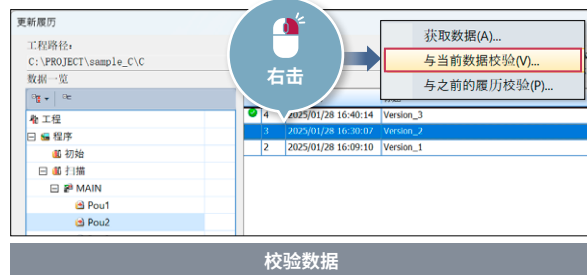 更新履历
工程路径:
C:\PROJECT\sample_C\C
数据一览
工程
程序
初始
扫描
MAIN
Pou1
Pou2
右击
获取数据(A)...
与当前数据校验(V)...
与之前的履历校验(P)...
4 2025/01/28 16:40:14 Version_3
3 2025/01/28 16:30:07 Version_2
2 2025/01/28 16:09:10 Version_1
校验数据